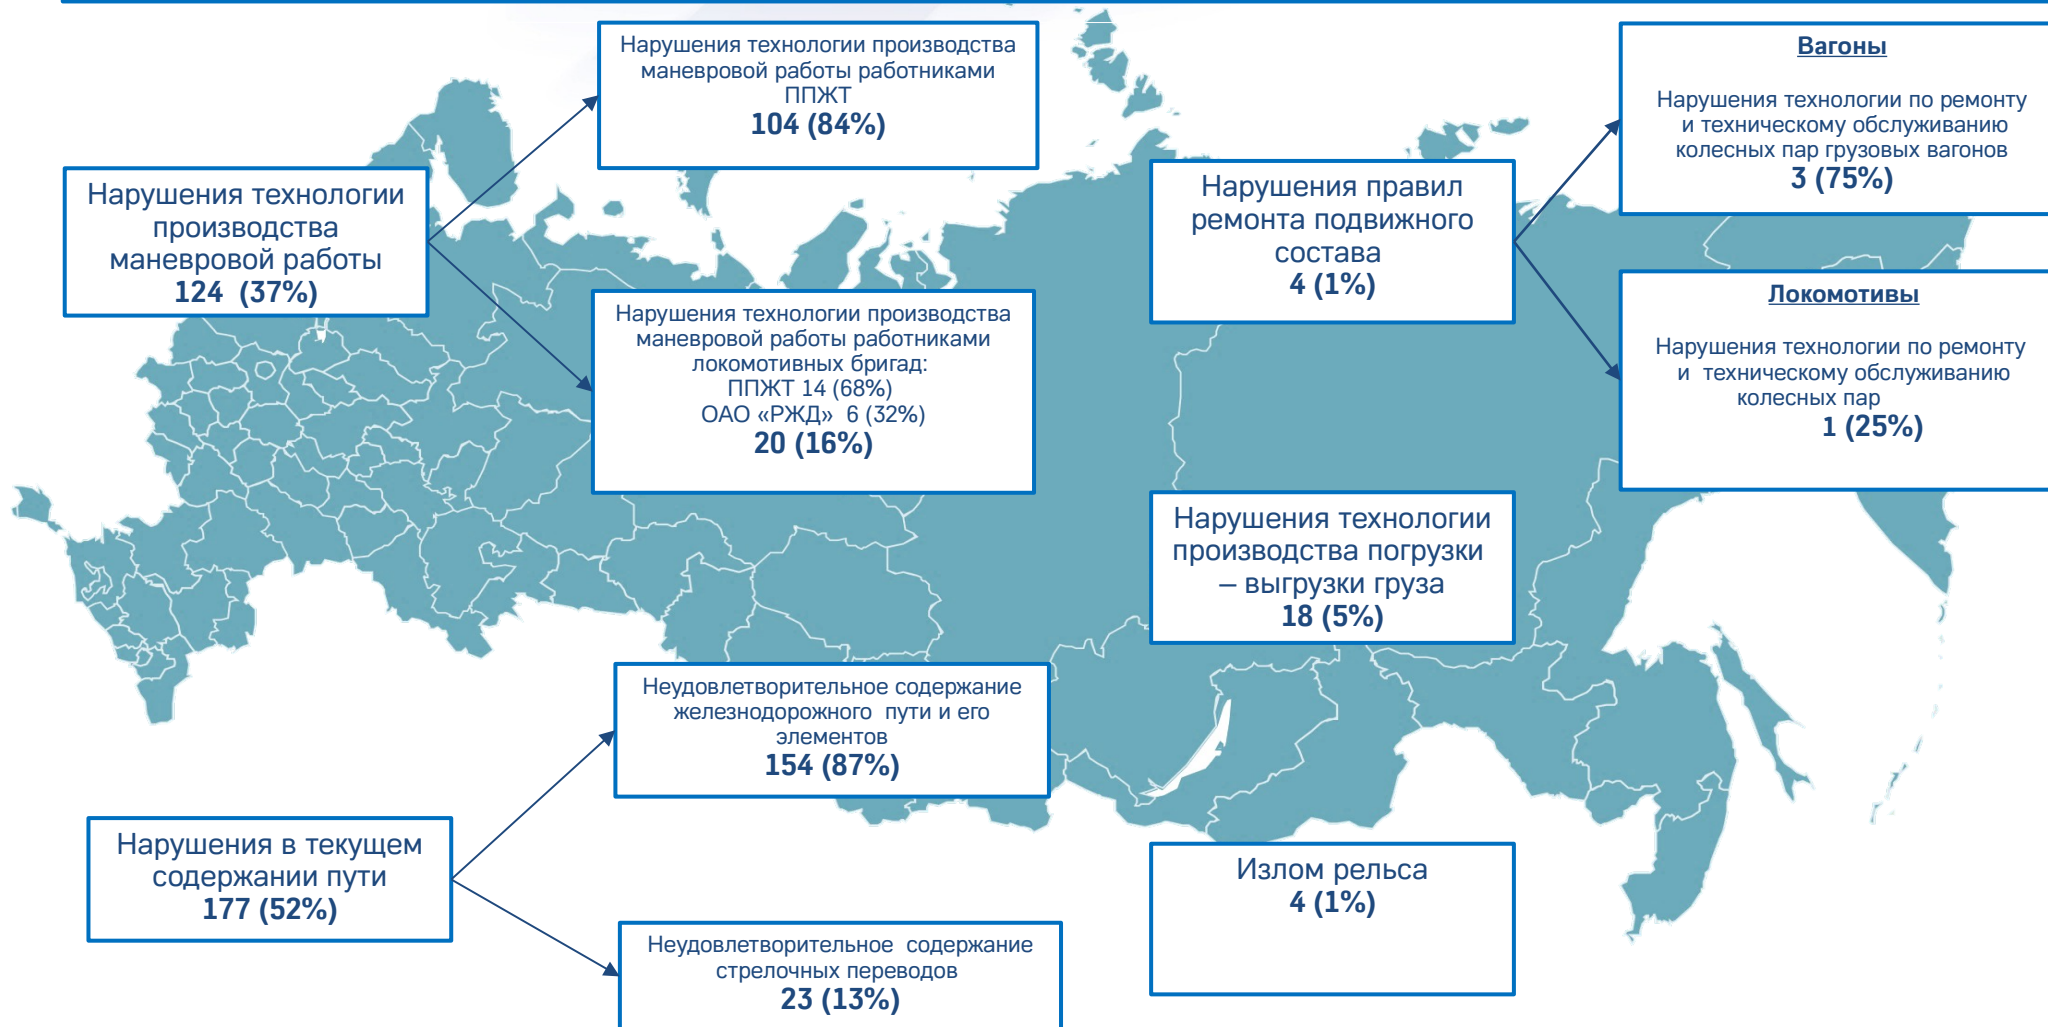 Нарушения технологии
производства
маневровой работы
124 (37%)
Нарушения технологии производства
маневровой работы работниками
ППЖТ
104 (84%)
Нарушения технологии производства
маневровой работы работниками
локомотивных бригад:
ППЖТ 14 (68%)
ОАО «РЖД» 6 (32%)
20 (16%)
Нарушения правил
ремонта подвижного
состава
4 (1%)
Вагоны
Нарушения технологии по ремонту
и техническому обслуживанию
колесных пар грузовых вагонов
3 (75%)
Локомотивы
Нарушения технологии по ремонту
и техническому обслуживанию
колесных пар
1 (25%)
Нарушения технологии
производства погрузки
– выгрузки груза
18 (5%)
Нарушения в текущем
содержании пути
177 (52%)
Неудовлетворительное содержание
железнодорожного пути и его
элементов
154 (87%)
Неудовлетворительное содержание
стрелочных переводов
23 (13%)
Излом рельса
4 (1%)